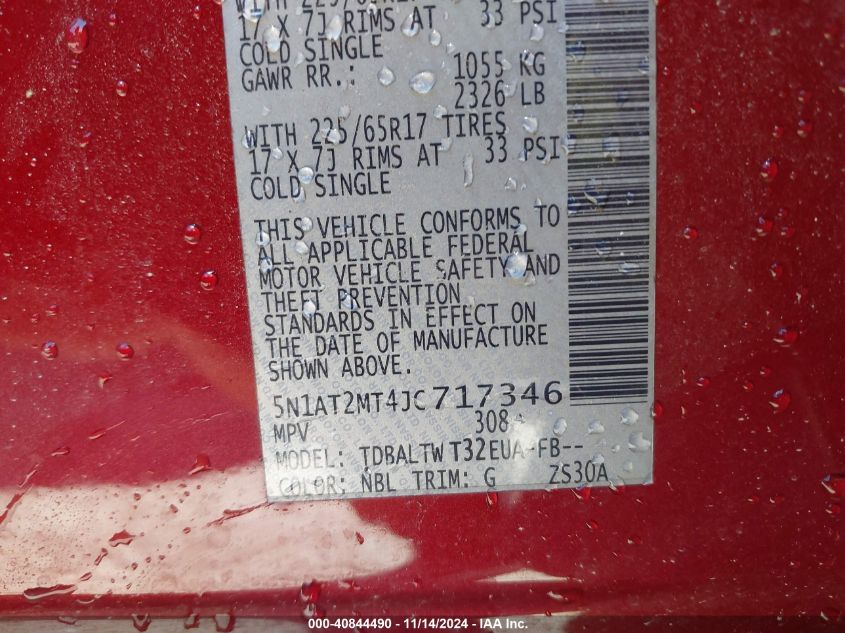 WITH 225/65R17
17 X 7J RIMS AT 33 PSI
COLD SINGLE
GAWR RR.: 1055 KG
2326 LB
WITH 225/65R17 TIRES
17 X 7J RIMS AT 33 PSI
COLD SINGLE
THIS VEHICLE CONFORMS TO
ALL APPLICABLE FEDERAL
MOTOR VEHICLE SAFETY AND
THEFT PREVENTION
STANDARDS IN EFFECT ON
THE DATE OF MANUFACTURE
SHOWN ABOVE.
5N1AT2MT4JC717346
MPV 308
MODEL: TDBALTW T32EUA-FB--
COLOR: NBL TRIM: G ZS30A
000-40844490 - 11/14/2024 - IAA Inc.